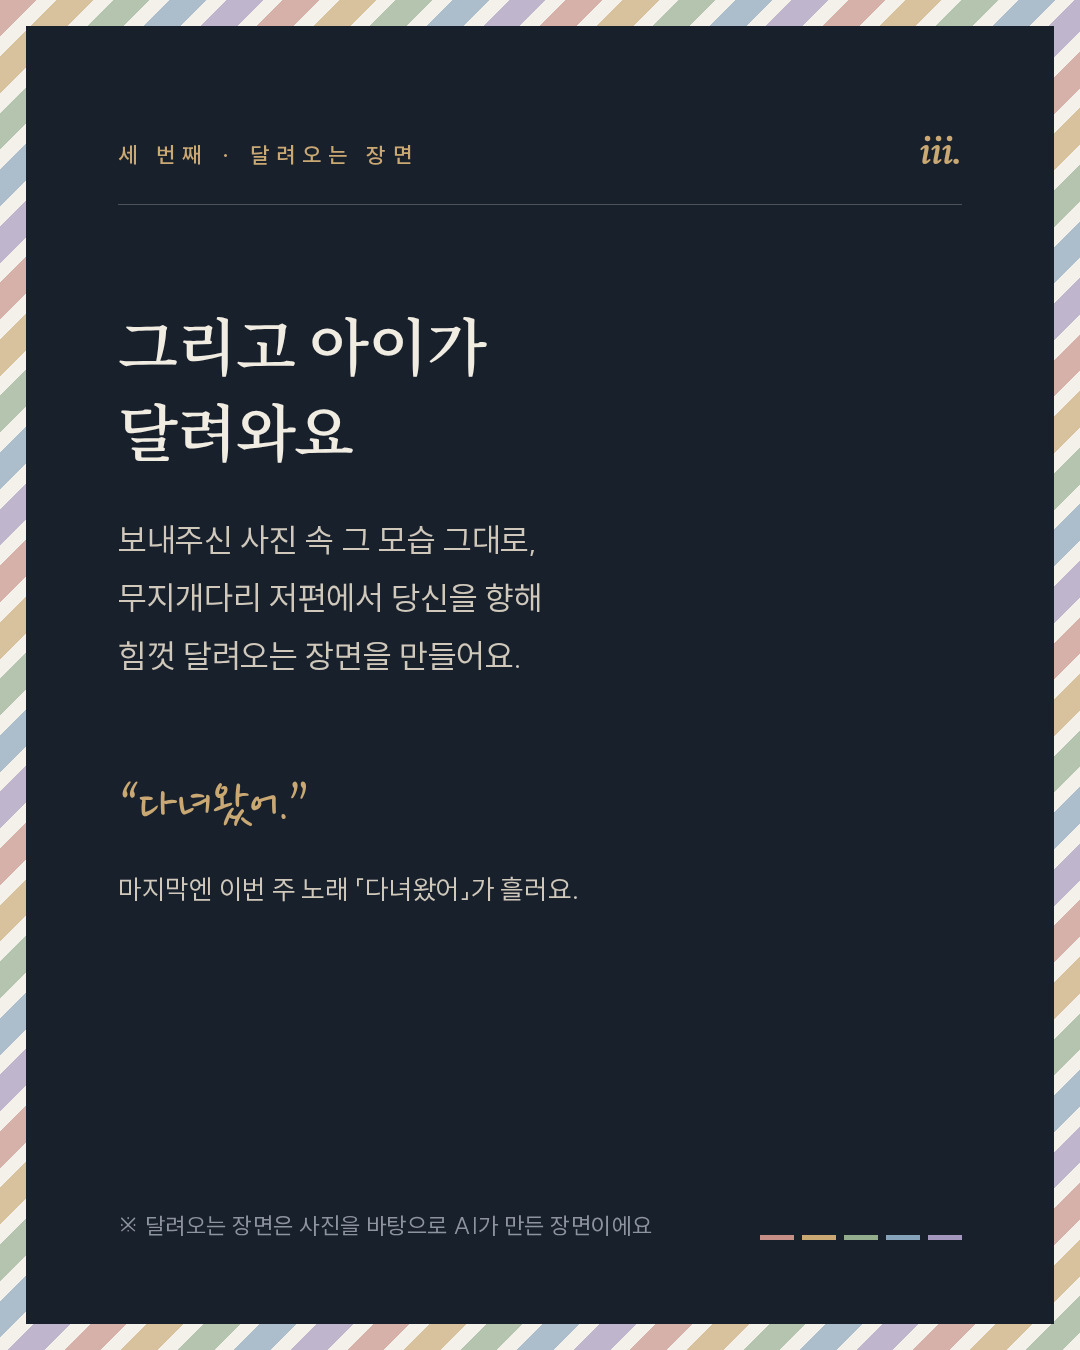 세 번째 · 달려오는 장면
iii.
그리고 아이가
달려와요
보내주신 사진 속 그 모습 그대로,
무지개다리 저편에서 당신을 향해
힘껏 달려오는 장면을 만들어요.
“다녀왔어.”
마지막엔 이번 주 노래 「다녀왔어」가 흘러요.
※ 달려오는 장면은 사진을 바탕으로 AI가 만든 장면이에요